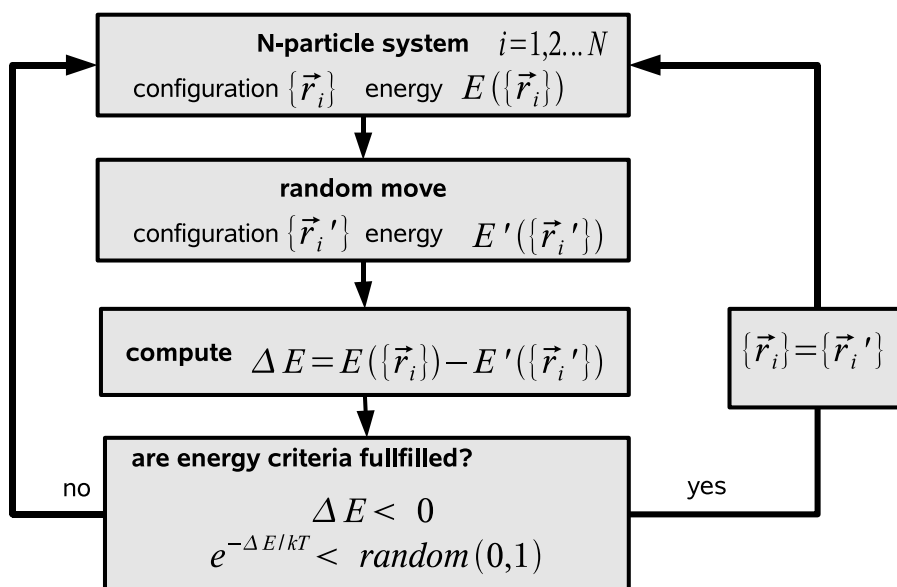 N-particle system i=1,2...N
configuration {r⃗ᵢ} energy E({r⃗ᵢ})
random move
configuration {r⃗ᵢ'} energy E'({r⃗ᵢ'})
compute ΔE=E({r⃗ᵢ})−E'({r⃗ᵢ'})
{r⃗ᵢ}={r⃗ᵢ'}
are energy criteria fullfilled?
no
yes
ΔE< 0
e^{−ΔE/kT}< random(0,1)